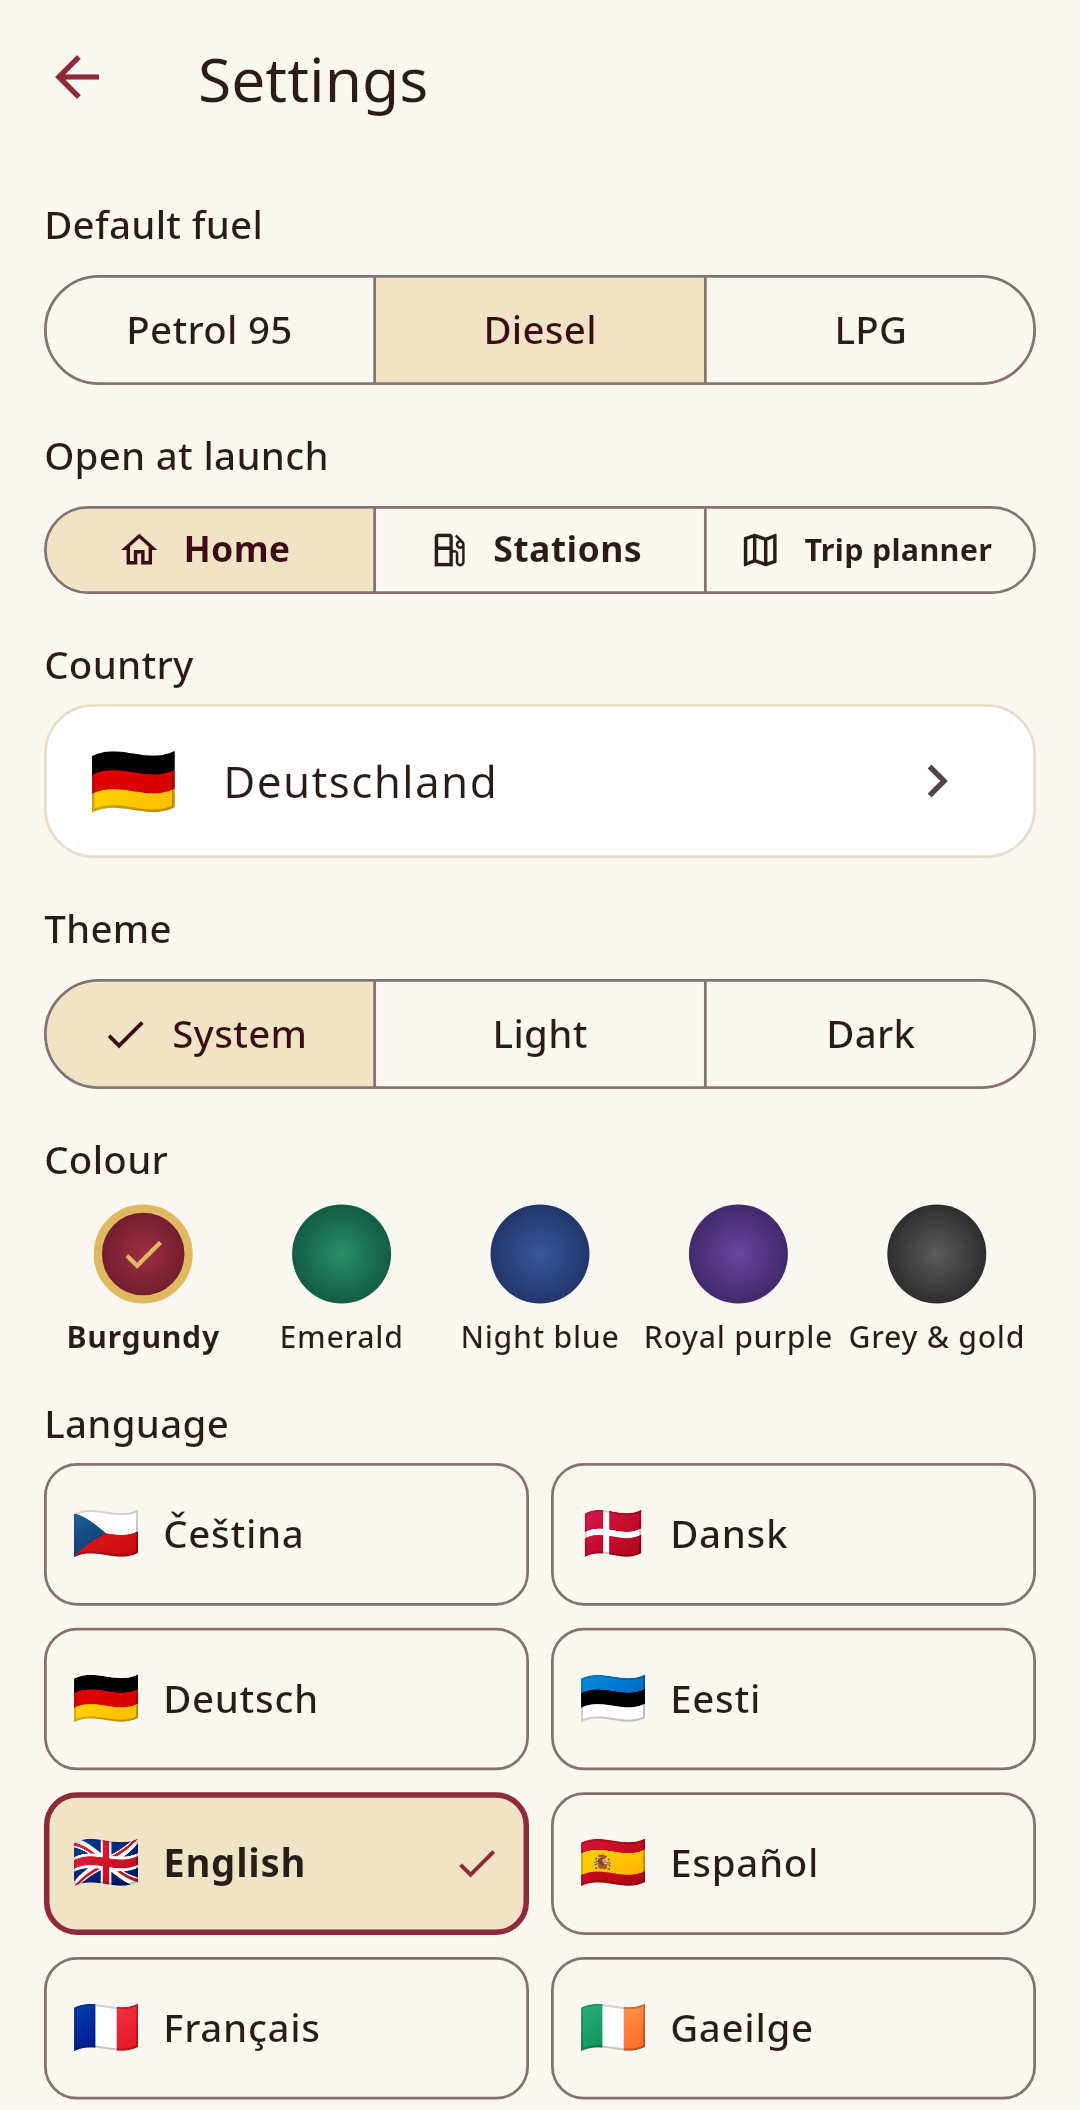 Settings
Default fuel
Petrol 95 Diesel LPG
Open at launch
Home Stations Trip planner
Country
Deutschland
Theme
System Light Dark
Colour
Burgundy Emerald Night blue Royal purple Grey & gold
Language
Čeština Dansk
Deutsch Eesti
English Español
Français Gaeilge